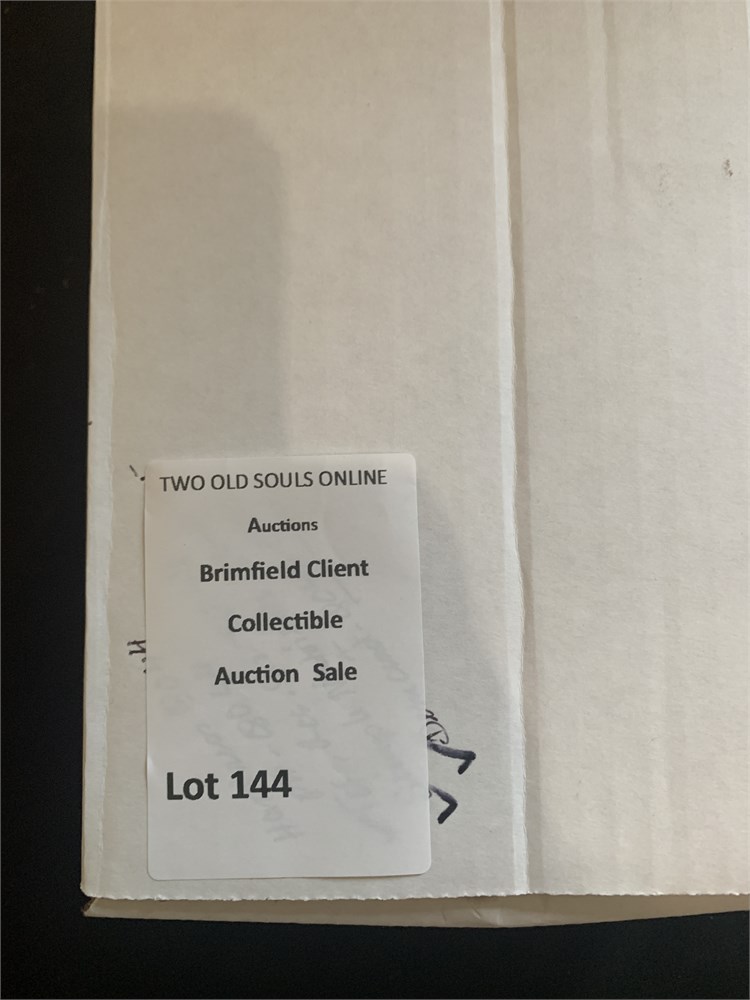 TWO OLD SOULS ONLINE
Auctions
Brimfield Client
Collectible
Auction Sale
Lot 144